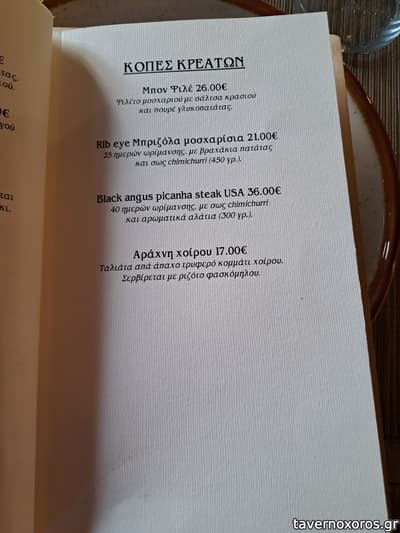 ΚΟΠΕΣ ΚΡΕΑΤΩΝ
Μπον Φιλέ 26.00€
Φιλέτο μοσχαριού με σάλτσα κρασιού
και πουρέ γλυκοπατάτας.
Rib eye Μπριζόλα μοσχαρίσια 21.00€
25 ημερών ωρίμανσης, με βραχάκια πατάτας
και σως chimichurri (450 γρ.).
Black angus picanha steak USA 36.00€
40 ημερών ωρίμανσης, με σως chimichurri
και αρωματικά αλάτια (300 γρ.).
Αράχνη χοίρου 17.00€
Ταλιάτα από άπαχο τρυφερό κομμάτι χοίρου.
Σερβίρεται με ριζότο φασκόμηλου.
tavernoxoros.gr